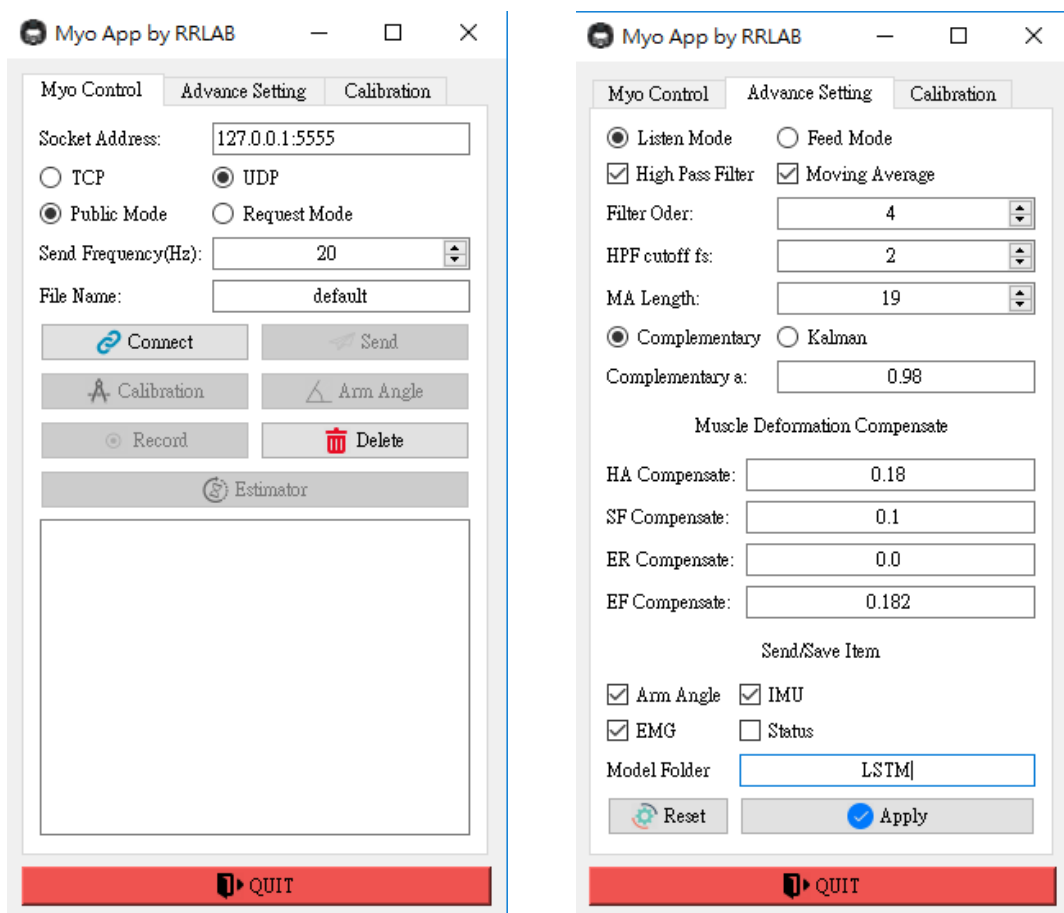 Myo App by RRLAB
Myo Control Advance Setting Calibration
Socket Address: 127.0.0.1:5555
TCP UDP
Public Mode Request Mode
Send Frequency(Hz): 20
File Name: default
Connect Send
Calibration Arm Angle
Record Delete
Estimator
QUIT
Myo App by RRLAB
Myo Control Advance Setting Calibration
Listen Mode Feed Mode
High Pass Filter Moving Average
Filter Oder: 4
HPF cutoff fs: 2
MA Length: 19
Complementary Kalman
Complementary a: 0.98
Muscle Deformation Compensate
HA Compensate: 0.18
SF Compensate: 0.1
ER Compensate: 0.0
EF Compensate: 0.182
Send/Save Item
Arm Angle IMU
EMG Status
Model Folder LSTM
Reset Apply
QUIT